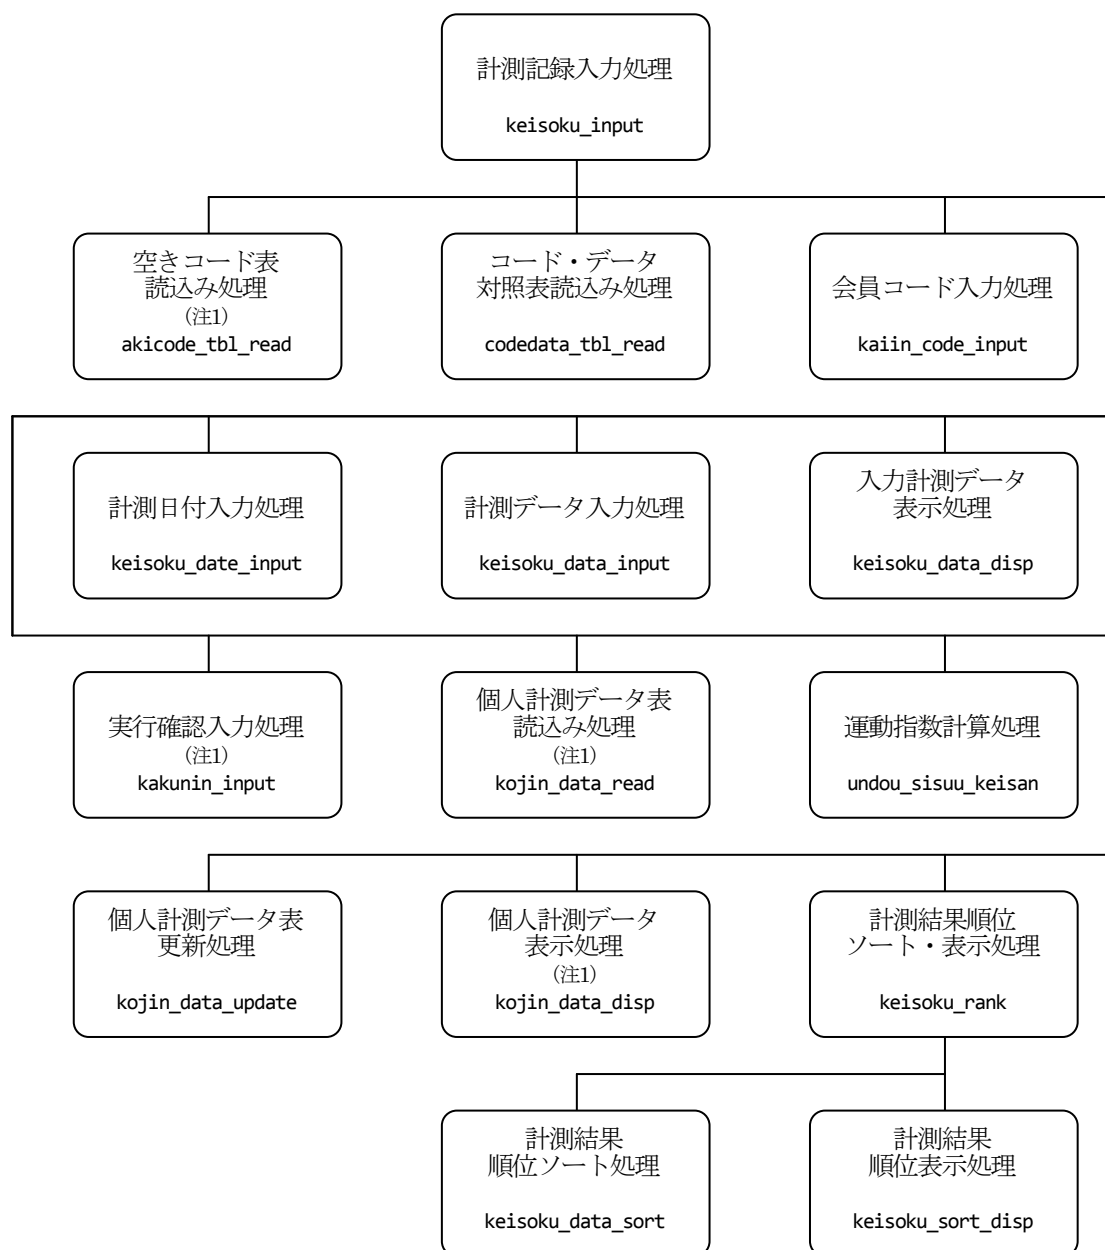 計測記録入力処理
keisoku_input
空きコード表
読込み処理
（注1）
akicode_tbl_read
コード・データ
対照表読込み処理
codedata_tbl_read
会員コード入力処理
kaiin_code_input
計測日付入力処理
keisoku_date_input
計測データ入力処理
keisoku_data_input
入力計測データ
表示処理
keisoku_data_disp
実行確認入力処理
（注1）
kakunin_input
個人計測データ表
読込み処理
（注1）
kojin_data_read
運動指数計算処理
undou_sisuu_keisan
個人計測データ表
更新処理
kojin_data_update
個人計測データ
表示処理
（注1）
kojin_data_disp
計測結果順位
ソート・表示処理
keisoku_rank
計測結果
順位ソート処理
keisoku_data_sort
計測結果
順位表示処理
keisoku_sort_disp